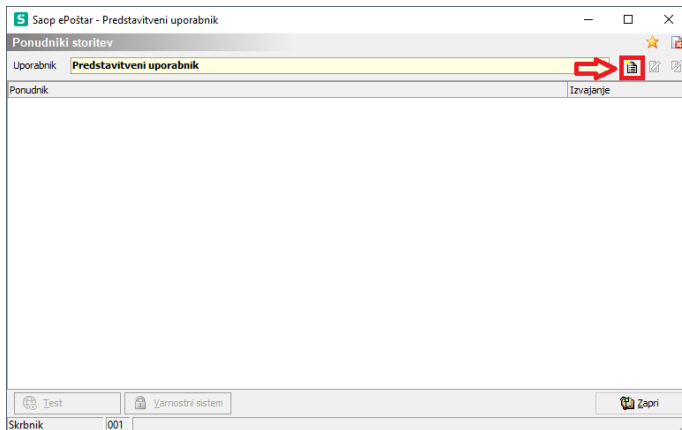 Saop ePoštar - Predstavitveni uporabnik
Ponudniki storitev
Uporabnik Predstavitveni uporabnik
Ponudnik Izvajanje
Test Varnostni sistem Zapri
Skrbnik 001